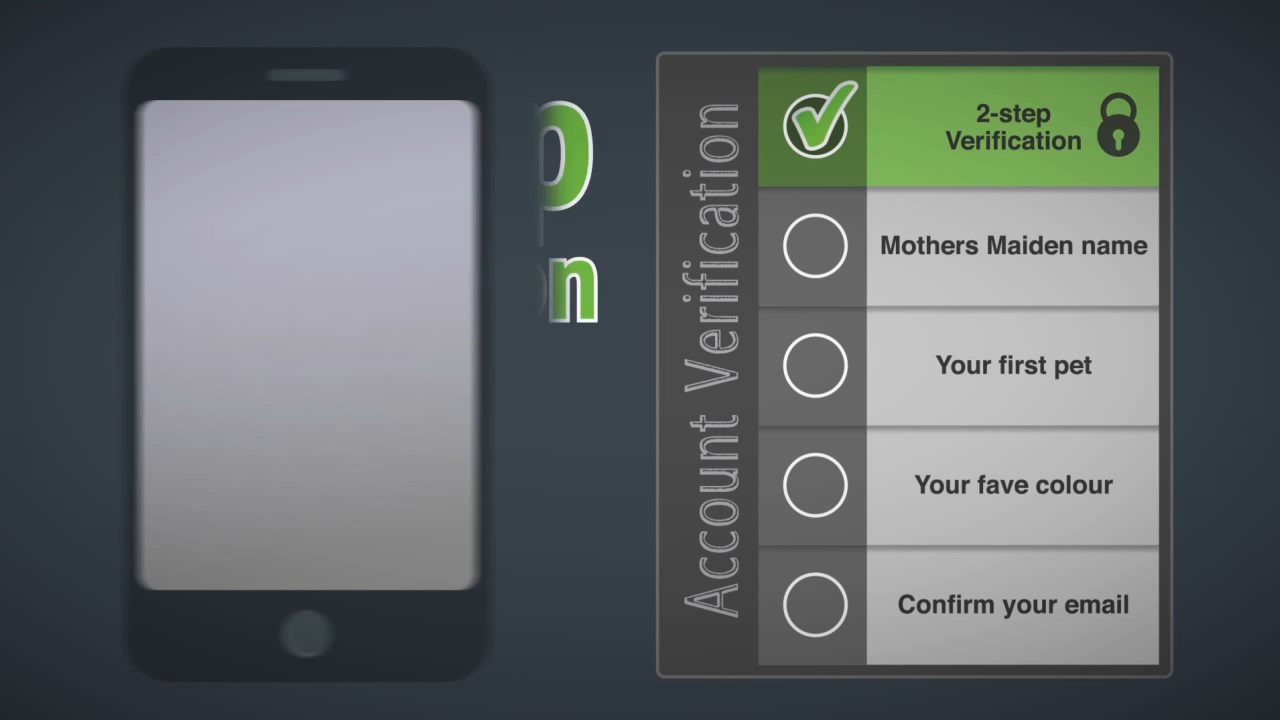 Account Verification
2-step
Verification
Mothers Maiden name
Your first pet
Your fave colour
Confirm your email